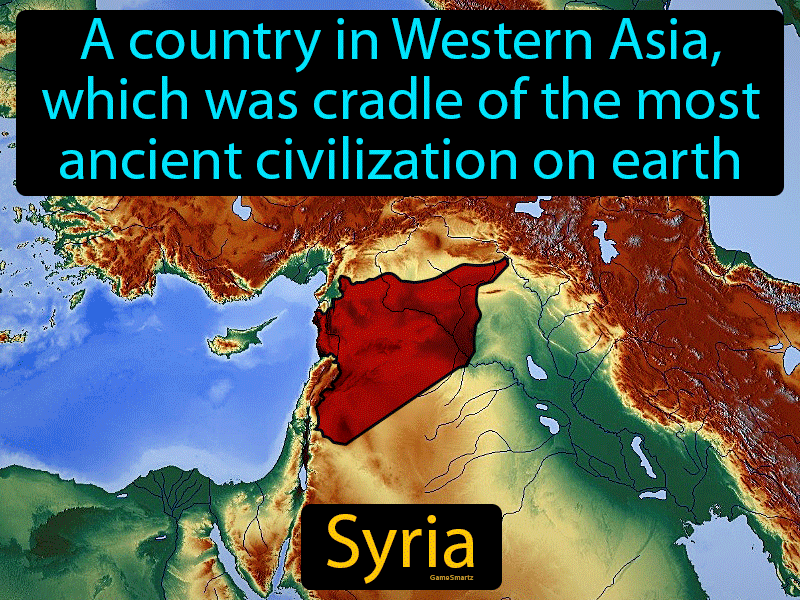 A country in Western Asia,
which was cradle of the most
ancient civilization on earth
Syria
GameSmartz